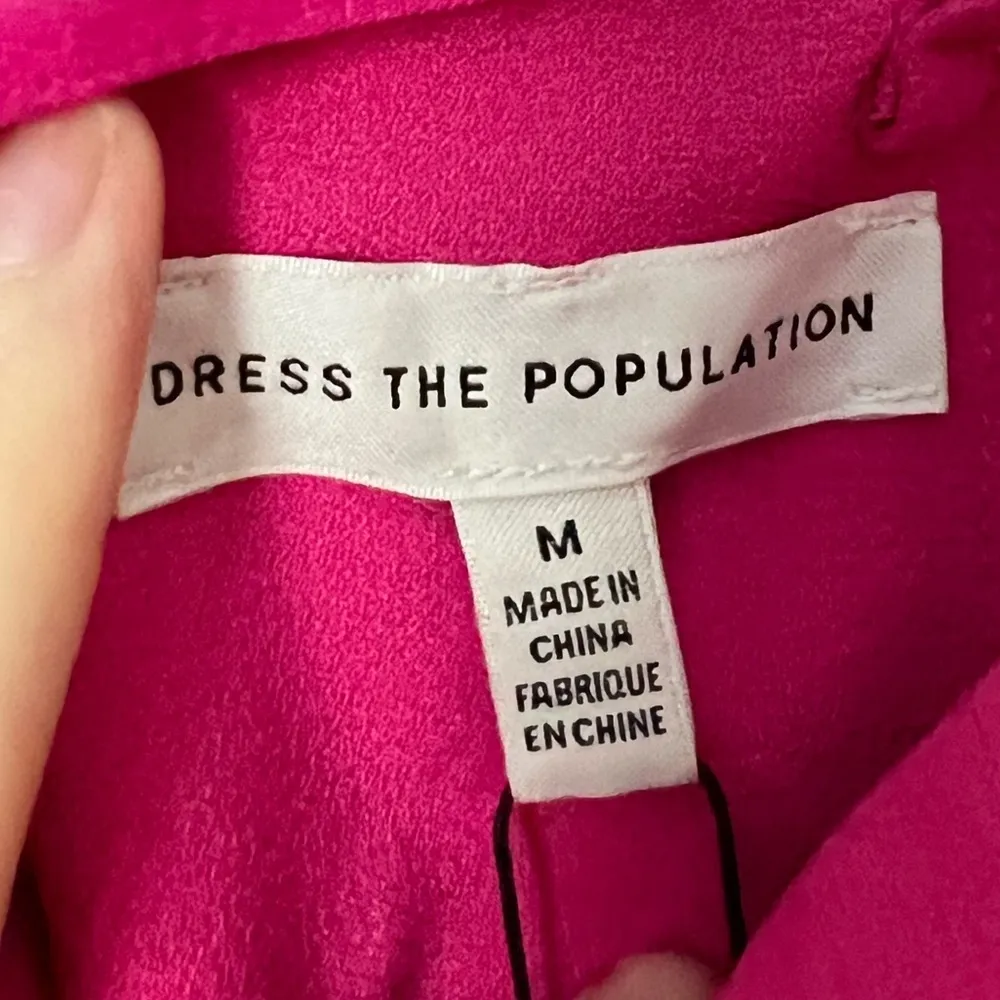 DRESS THE POPULATION
M
MADE IN
CHINA
FABRIQUE
EN CHINE